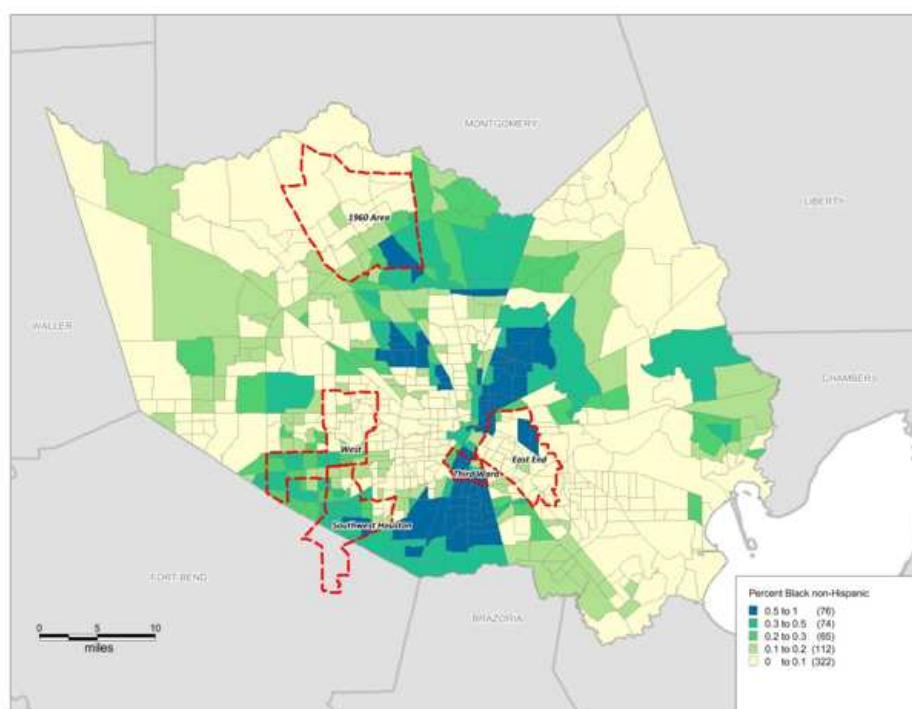 MONTGOMERY
LIBERTY
1960 Area
WALLER
CHAMBERS
West
East End
Third Ward
Southwest Houston
FORT BEND
BRAZORIA
0 5 10
miles
Percent Black non-Hispanic
0.5 to 1 (76)
0.3 to 0.5 (74)
0.2 to 0.3 (65)
0.1 to 0.2 (112)
0 to 0.1 (322)